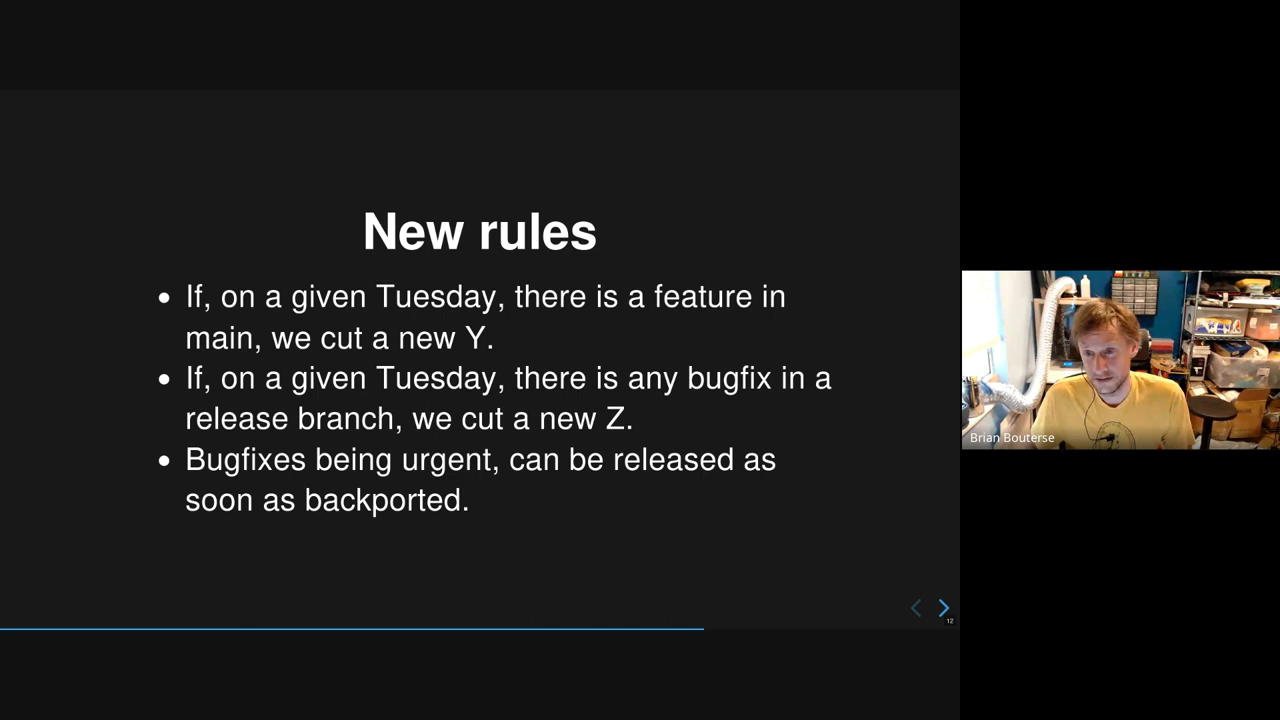 New rules
If, on a given Tuesday, there is a feature in
main, we cut a new Y.
If, on a given Tuesday, there is any bugfix in a
release branch, we cut a new Z.
Bugfixes being urgent, can be released as
soon as backported.
12
Brian Bouterse